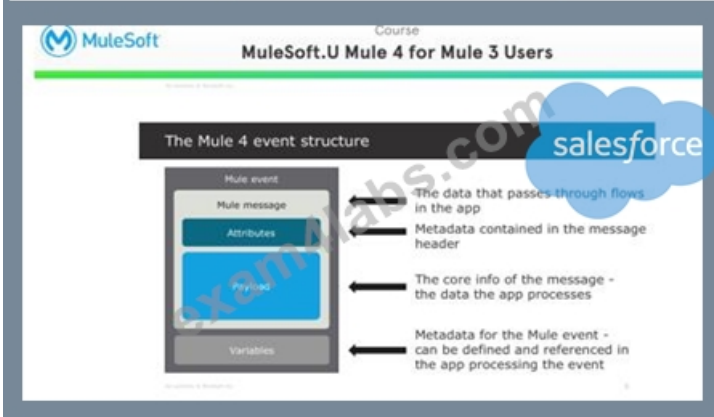 MuleSoft
Course
MuleSoft.U Mule 4 for Mule 3 Users
The Mule 4 event structure
salesforce
Mule event
Mule message
Attributes
Payload
Variables
The data that passes through flows
in the app
Metadata contained in the message
header
The core info of the message -
the data the app processes
Metadata for the Mule event -
can be defined and referenced in
the app processing the event
exam4labs.com